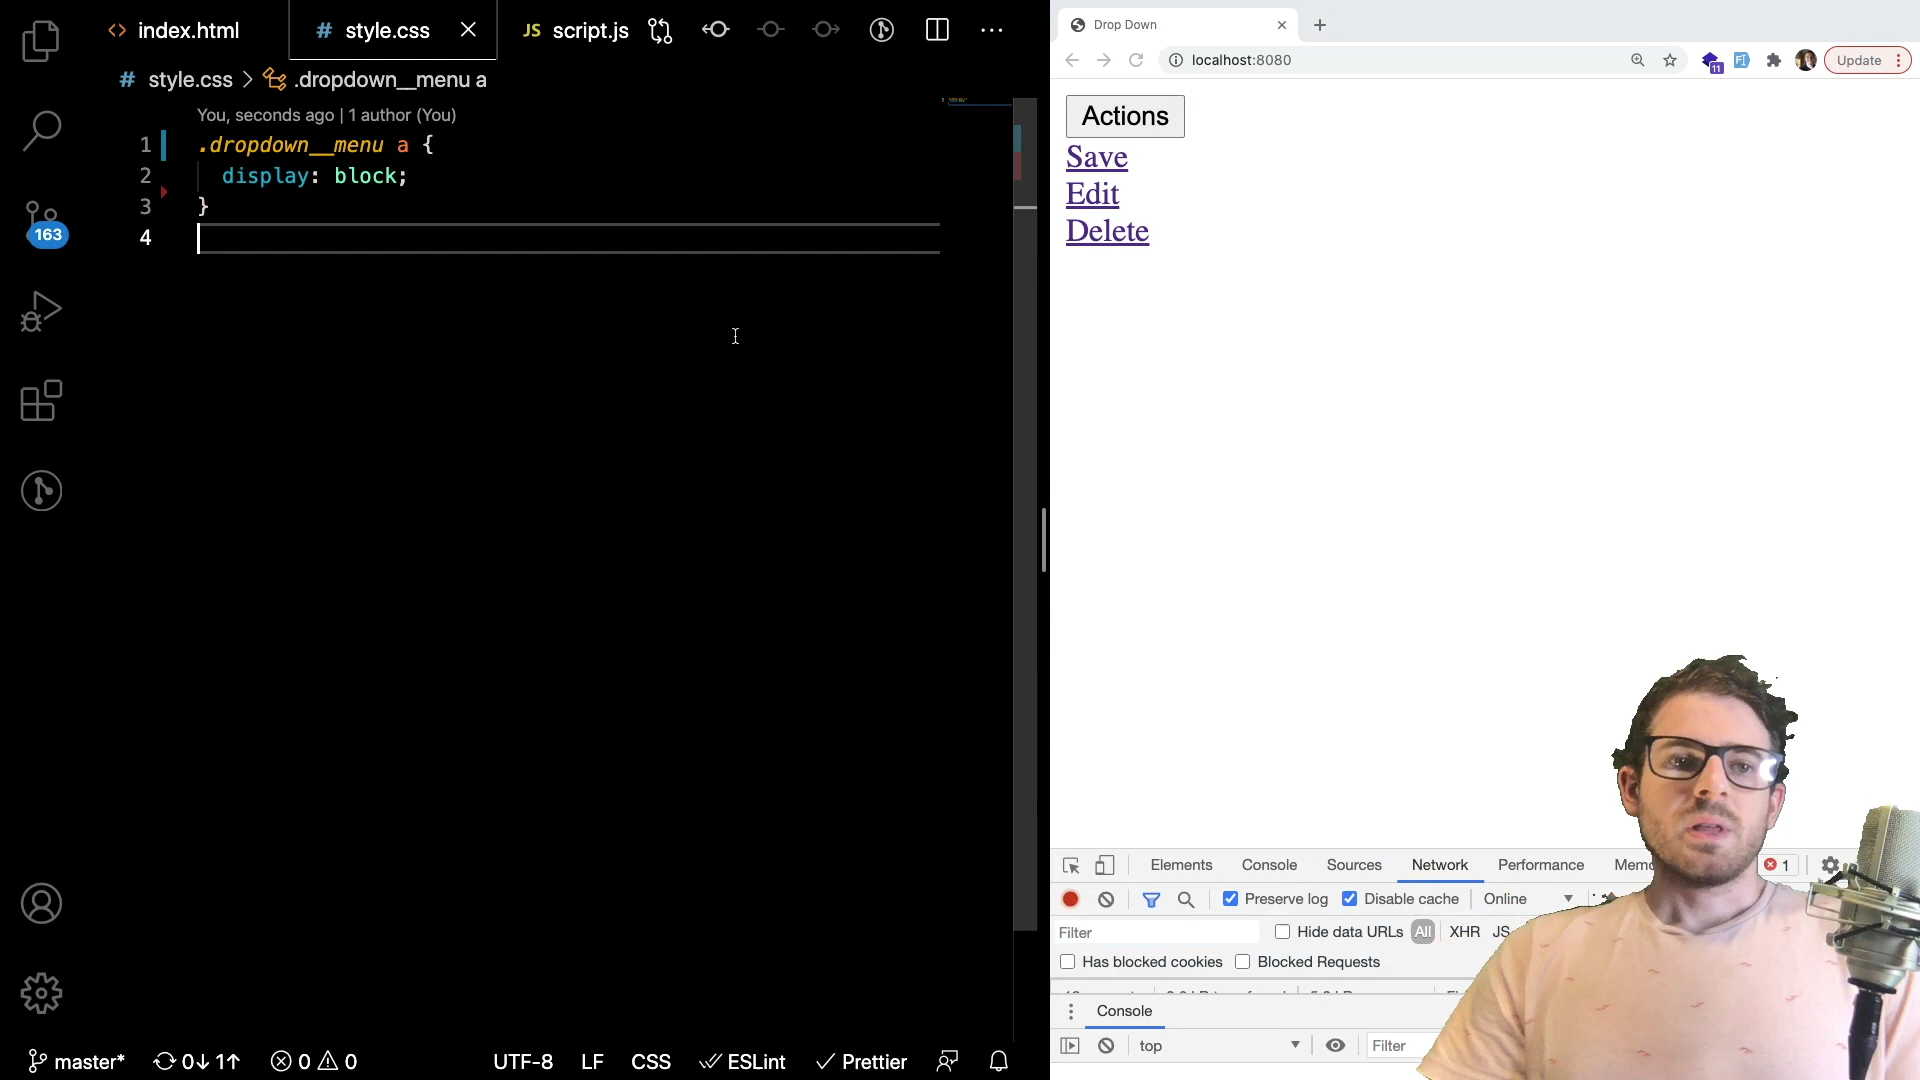 index.html
style.css
JS script.js
style.css > .dropdown__menu a
You, seconds ago | 1 author (You)
1 .dropdown__menu a {
2 display: block;
3 }
4
163
master* 0↓ 1↑ 0 0 UTF-8 LF CSS ESLint Prettier
Drop Down
localhost:8080
11
Update
Actions
Save
Edit
Delete
Elements Console Sources Network Performance 1
Preserve log Disable cache Online
Filter Hide data URLs All XHR JS
Has blocked cookies Blocked Requests
Console
top Filter